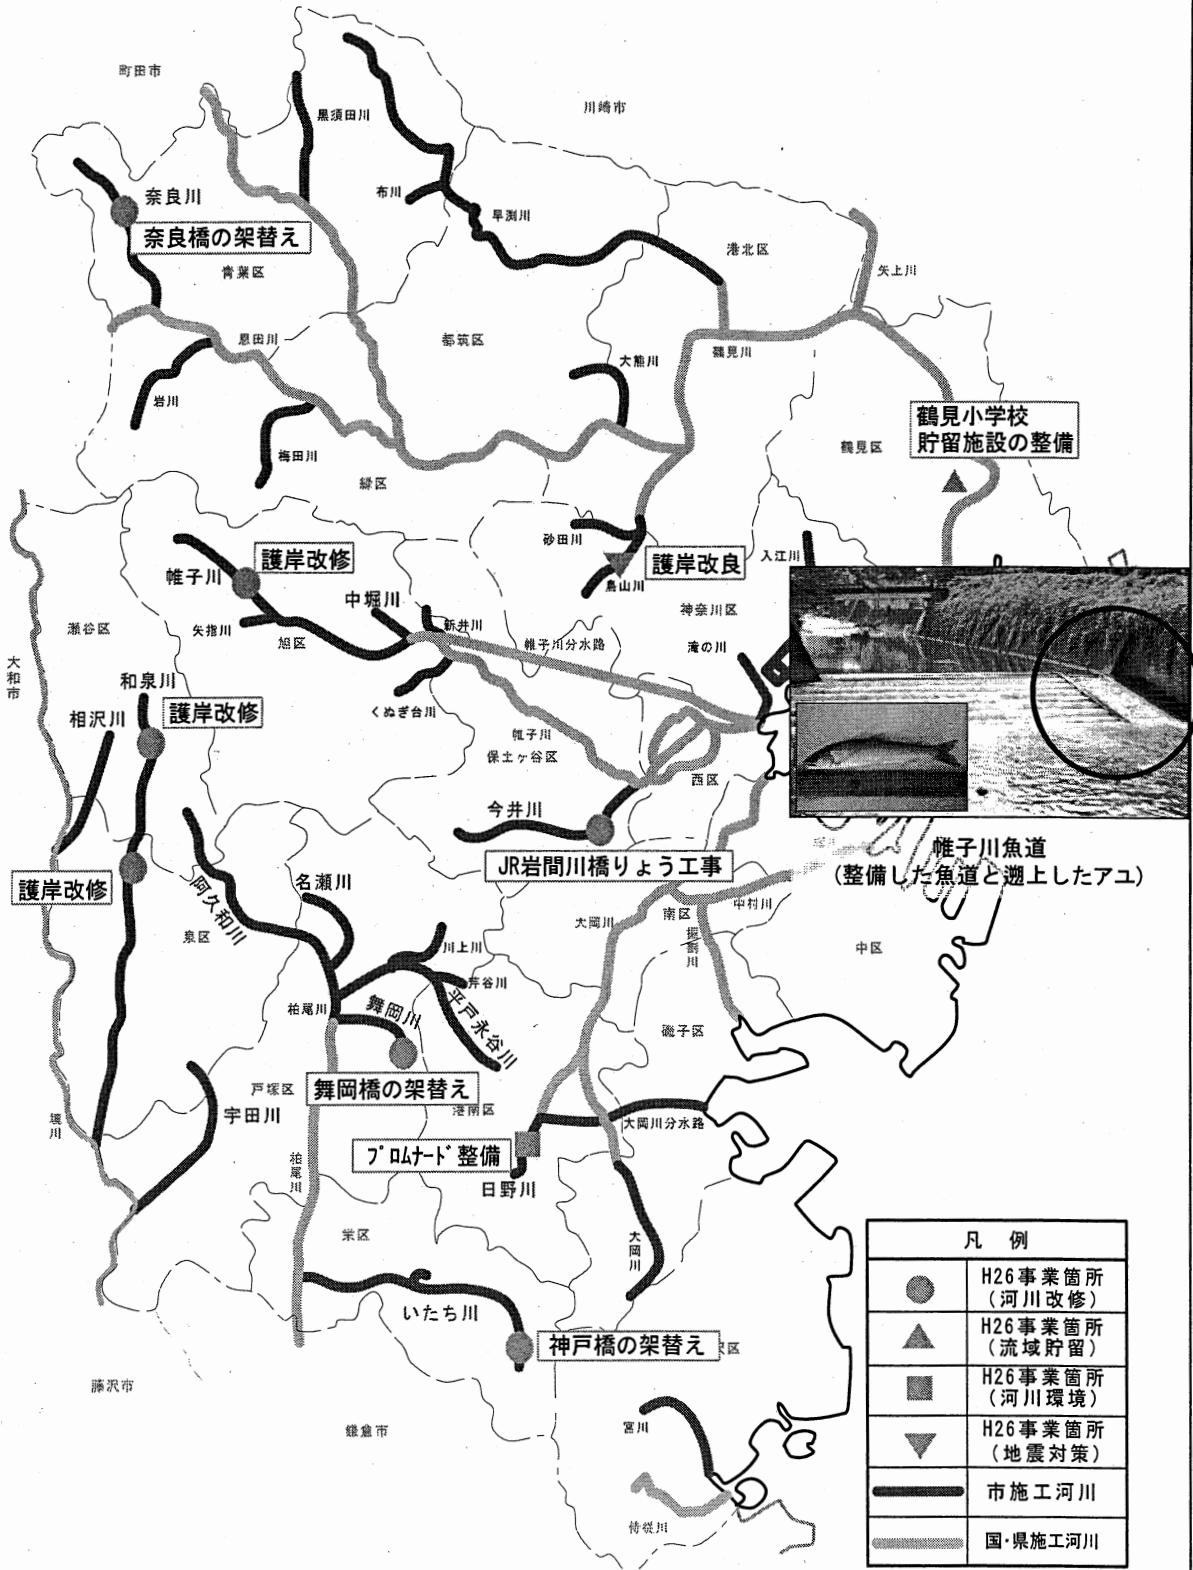 町田市
川崎市
黒須田川
布川
早渕川
奈良川
奈良橋の架替え
青葉区
港北区
矢上川
恩田川
都筑区
大熊川
鶴見川
岩川
梅田川
緑区
鶴見小学校
貯留施設の整備
鶴見区
砂田川
護岸改良
鳥山川
入江川
神奈川区
滝の川
護岸改修
帷子川
矢指川
旭区
中堀川
新井川
帷子川分水路
くぬぎ台川
帷子川
保土ヶ谷区
西区
瀬谷区
大和市
和泉川
護岸改修
相沢川
今井川
JR岩間川橋りょう工事
護岸改修
帷子川魚道
(整備した魚道と遡上したアユ)
阿久和川
名瀬川
泉区
川上川
芹谷川
平戸永谷川
柏尾川
舞岡川
大岡川
南区
中村川
堀割川
中区
磯子区
戸塚区
舞岡橋の架替え
港南区
宇田川
境川
大岡川分水路
プロムナード整備
日野川
柏尾川
栄区
大岡川
いたち川
神戸橋の架替え
沢区
藤沢市
鎌倉市
宮川
侍従川
凡 例
H26事業箇所
(河川改修)
H26事業箇所
(流域貯留)
H26事業箇所
(河川環境)
H26事業箇所
(地震対策)
市施工河川
国・県施工河川